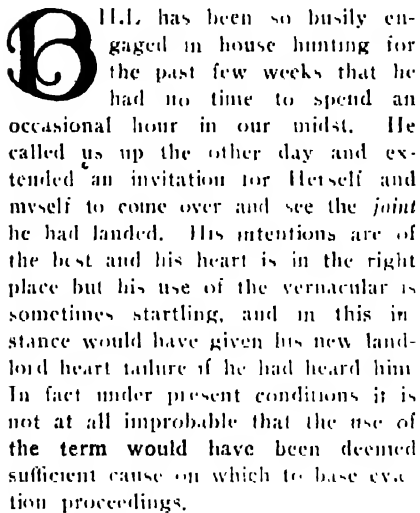 BILL has been so busily en-
gaged in house hunting for
the past few weeks that he
had no time to spend an
occasional hour in our midst. He
called us up the other day and ex-
tended an invitation for Herself and
myself to come over and see the joint
he had landed. His intentions are of
the best and his heart is in the right
place but his use of the vernacular is
sometimes startling, and in this in
stance would have given his new land-
lord heart failure if he had heard him
In fact under present conditions it is
not at all improbable that the use of
the term would have been deemed
sufficient cause on which to base evic
tion proceedings.